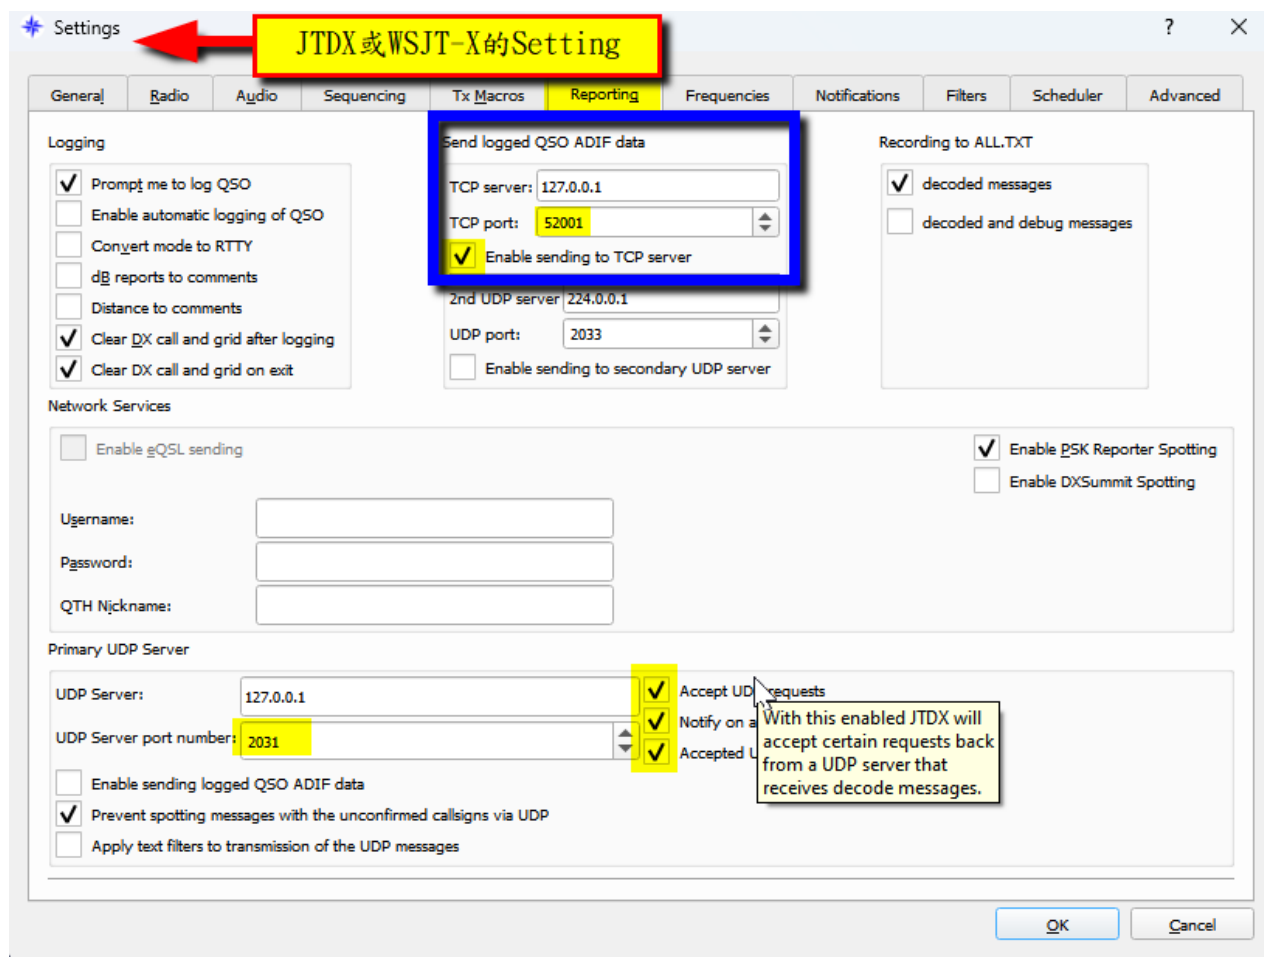 Settings
JTDX或WSJT-X的Setting
?
General
Radio
Audio
Sequencing
Tx Macros
Reporting
Frequencies
Notifications
Filters
Scheduler
Advanced
Logging
Prompt me to log QSO
Enable automatic logging of QSO
Convert mode to RTTY
dB reports to comments
Distance to comments
Clear DX call and grid after logging
Clear DX call and grid on exit
Send logged QSO ADIF data
TCP server: 127.0.0.1
TCP port: 52001
Enable sending to TCP server
2nd UDP server 224.0.0.1
UDP port: 2033
Enable sending to secondary UDP server
Recording to ALL.TXT
decoded messages
decoded and debug messages
Network Services
Enable eQSL sending
Username:
Password:
QTH Nickname:
Enable PSK Reporter Spotting
Enable DXSummit Spotting
Primary UDP Server
UDP Server: 127.0.0.1
UDP Server port number: 2031
Accept UD requests
Notify on a
Accepted U
With this enabled JTDX will
accept certain requests back
from a UDP server that
receives decode messages.
Enable sending logged QSO ADIF data
Prevent spotting messages with the unconfirmed callsigns via UDP
Apply text filters to transmission of the UDP messages
OK
Cancel